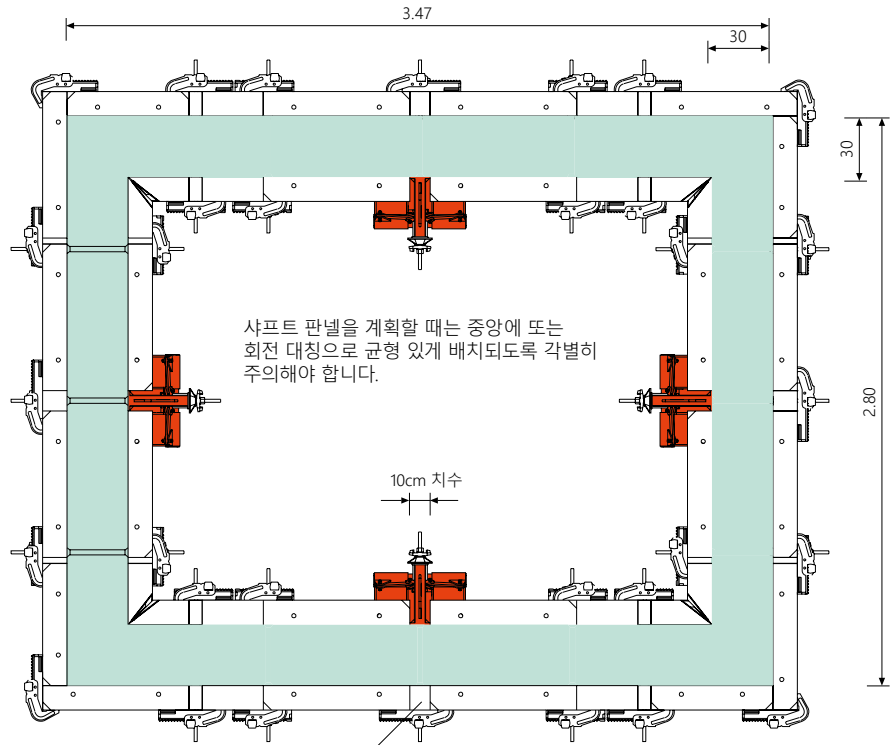 3.47
30
30
샤프트 판넬을 계획할 때는 중앙에 또는
회전 대칭으로 균형 있게 배치되도록 각별히
주의해야 합니다.
2.80
10cm 치수